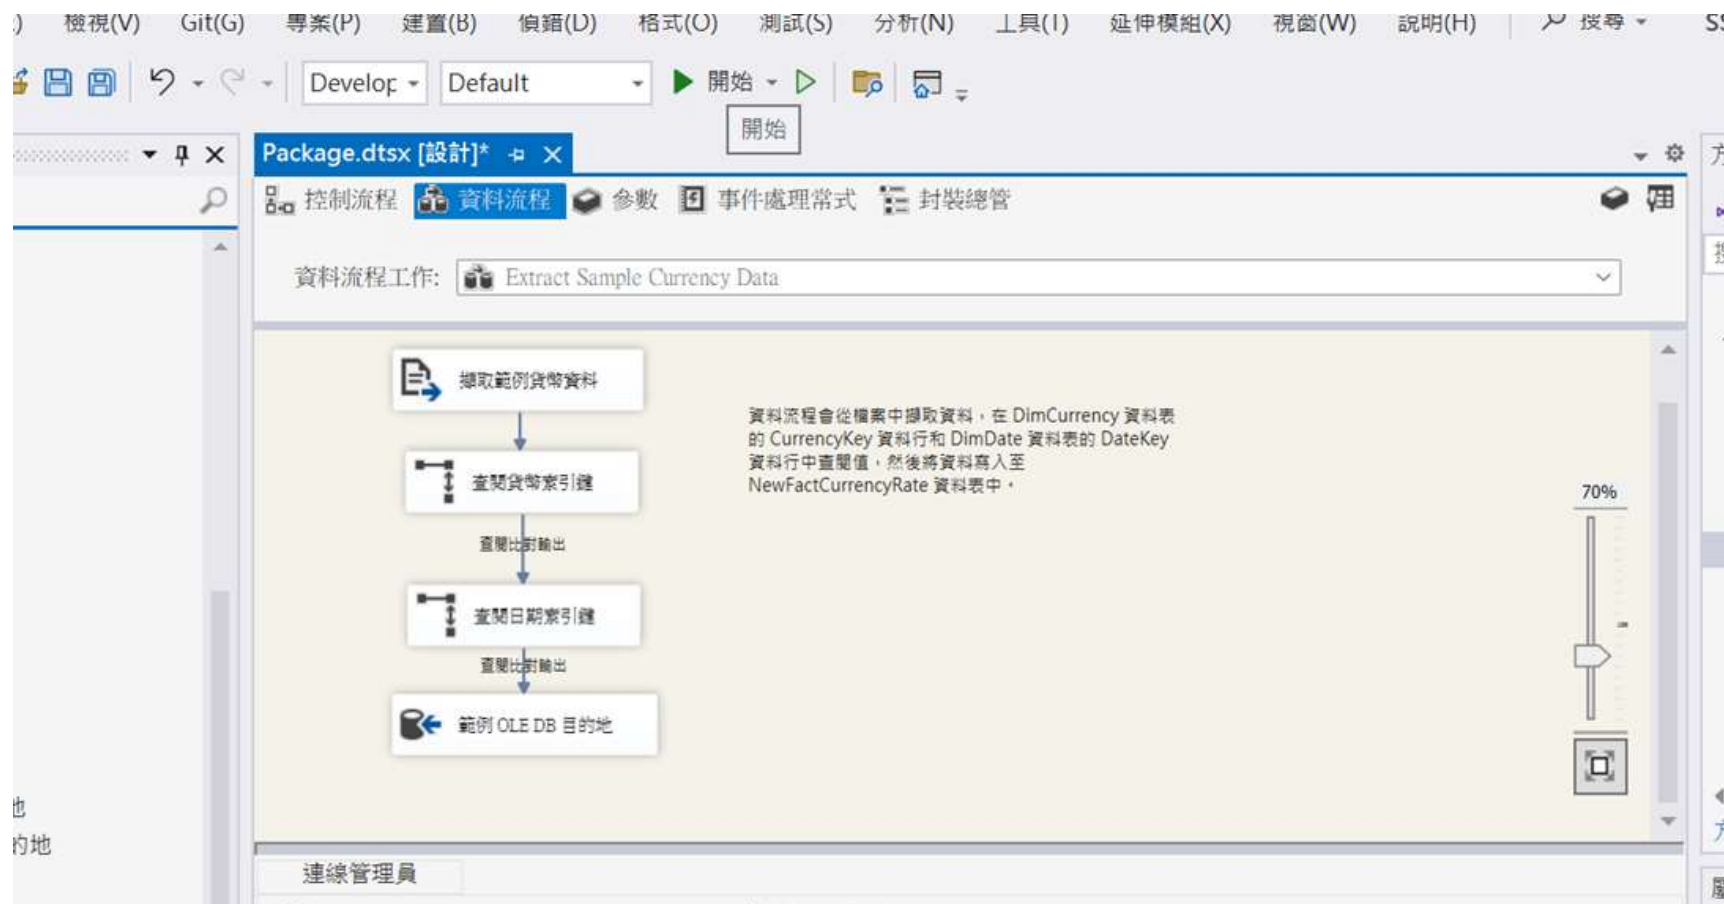 檢視(V) Git(G) 專案(P) 建置(B) 偵錯(D) 格式(O) 測試(S) 分析(N) 工具(T) 延伸模組(X) 視窗(W) 說明(H) 搜尋
Develop Default 開始
開始
Package.dtsx [設計]*
控制流程 資料流程 參數 事件處理常式 封裝總管
資料流程工作: Extract Sample Currency Data
擷取範例貨幣資料
資料流程會從檔案中擷取資料，在 DimCurrency 資料表
的 CurrencyKey 資料行和 DimDate 資料表的 DateKey
資料行中查閱值，然後將資料寫入至
NewFactCurrencyRate 資料表中。
查閱貨幣索引鍵
70%
查閱比對輸出
查閱日期索引鍵
查閱比對輸出
範例 OLE DB 目的地
地
的地
連線管理員